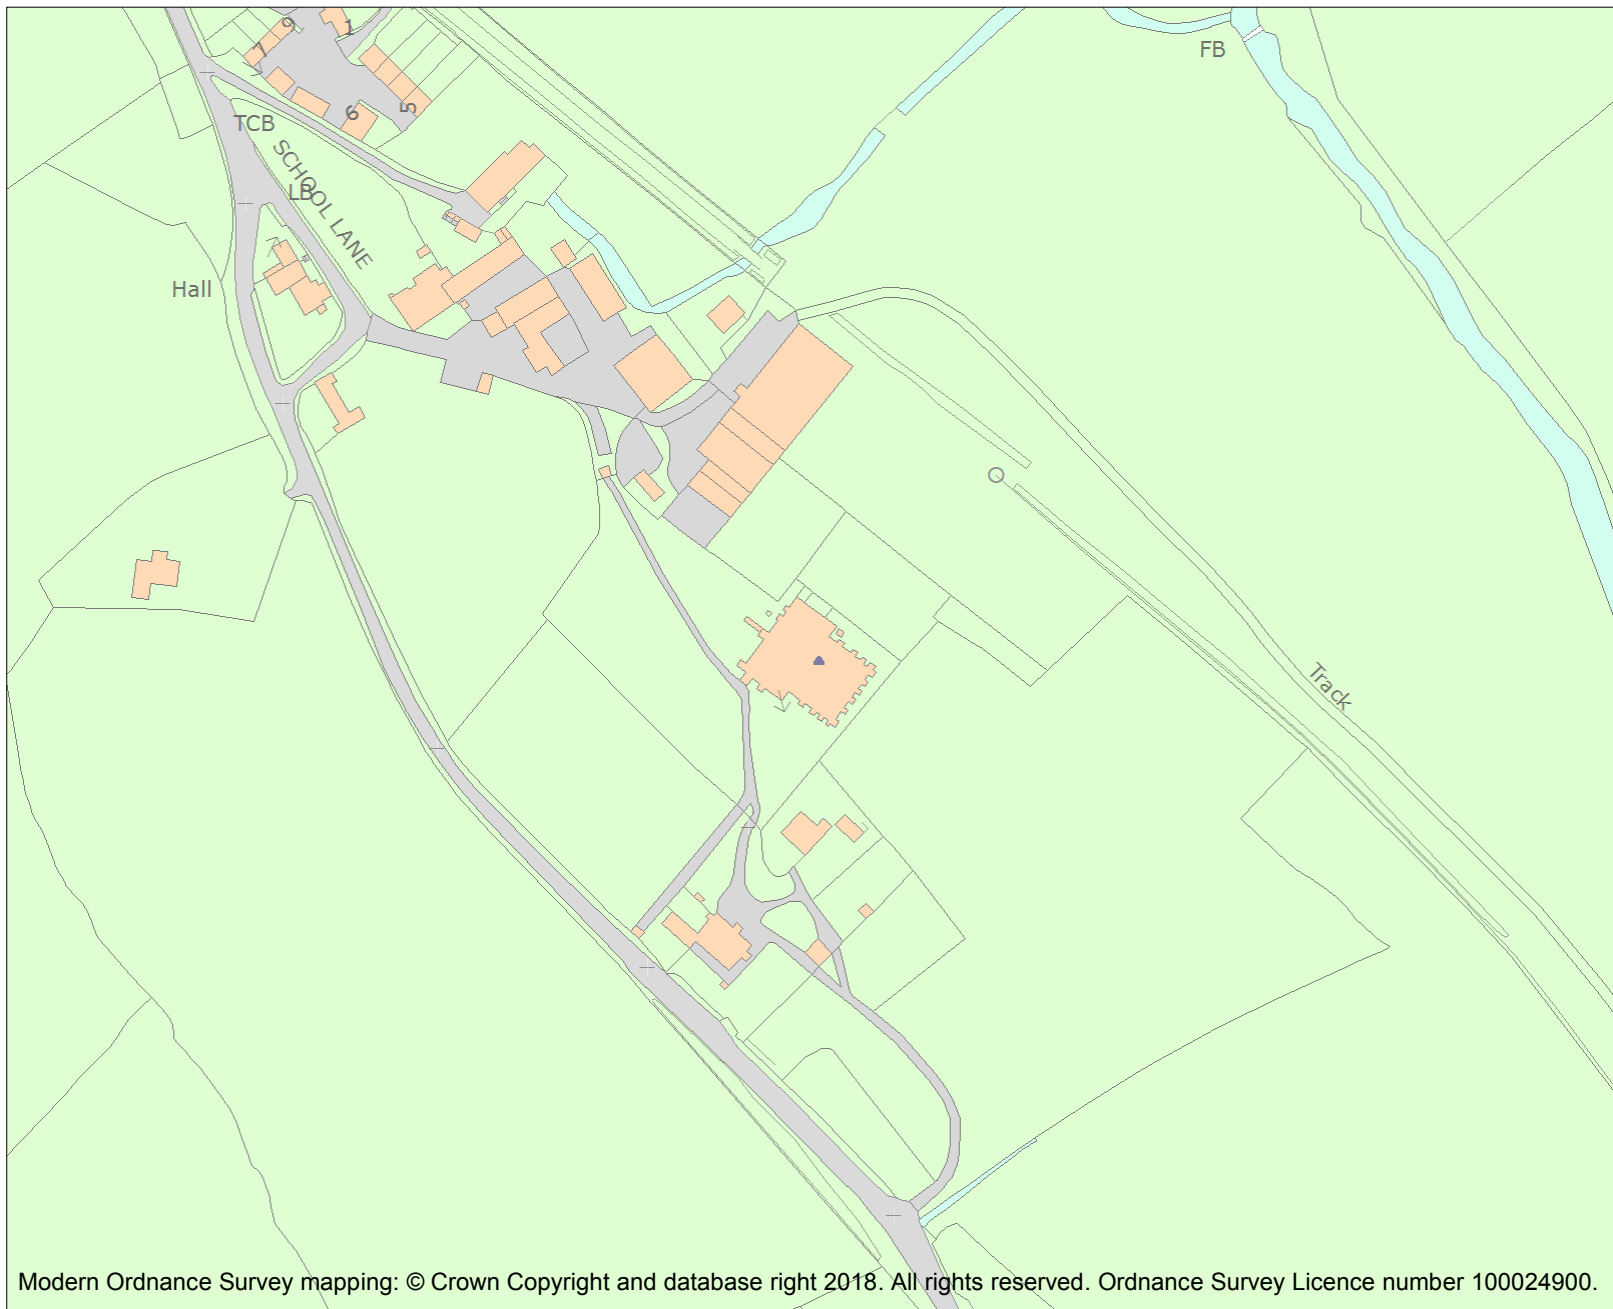 9
1
7
6
5
FB
TCB
LB
SCHOOL LANE
Hall
Track
Modern Ordnance Survey mapping: © Crown Copyright and database right 2018. All rights reserved. Ordnance Survey Licence number 100024900.